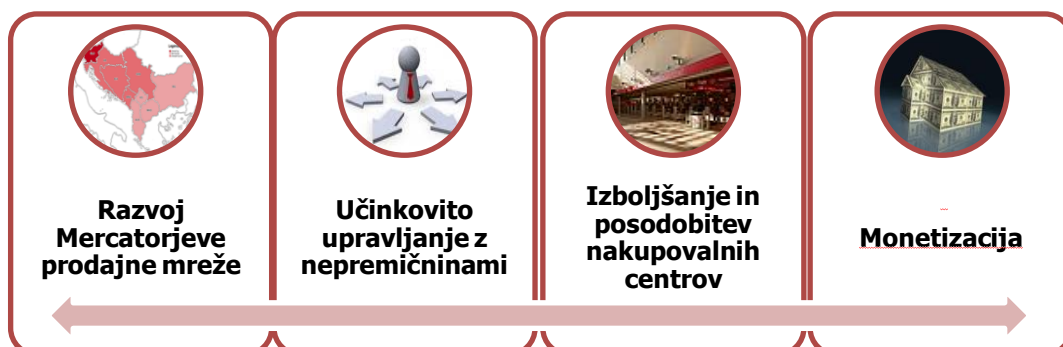 Razvoj
Mercatorjeve
prodajne mreže
Učinkovito
upravljanje z
nepremičninami
Izboljšanje in
posodobitev
nakupovalnih
centrov
Monetizacija